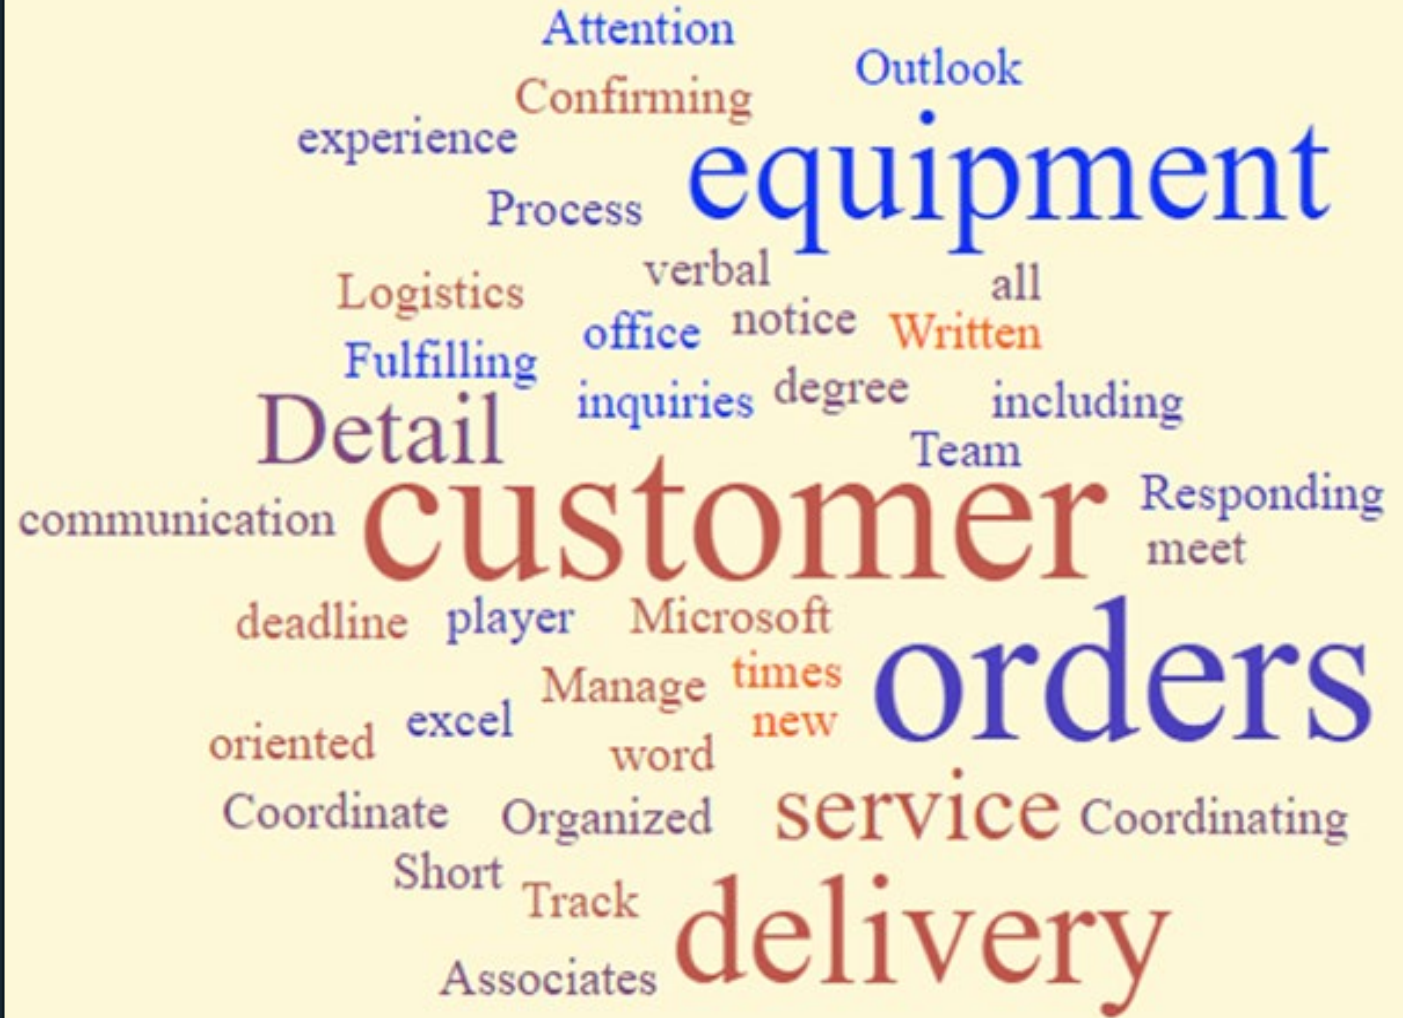 Attention
Outlook
Confirming
experience
equipment
Process
verbal
all
Logistics
notice
office
Written
Fulfilling
degree
inquiries
including
Detail
Team
Responding
communication
customer
meet
deadline
player
Microsoft
orders
times
Manage
new
excel
oriented
word
Coordinate
Organized
service
Coordinating
Short
Track
delivery
Associates